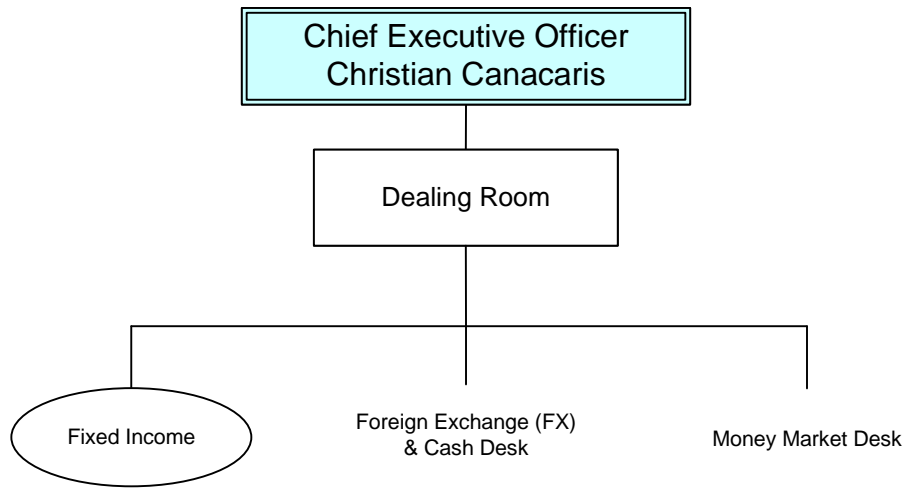 Chief Executive Officer
Christian Canacaris
Dealing Room
Fixed Income
Foreign Exchange (FX)
& Cash Desk
Money Market Desk